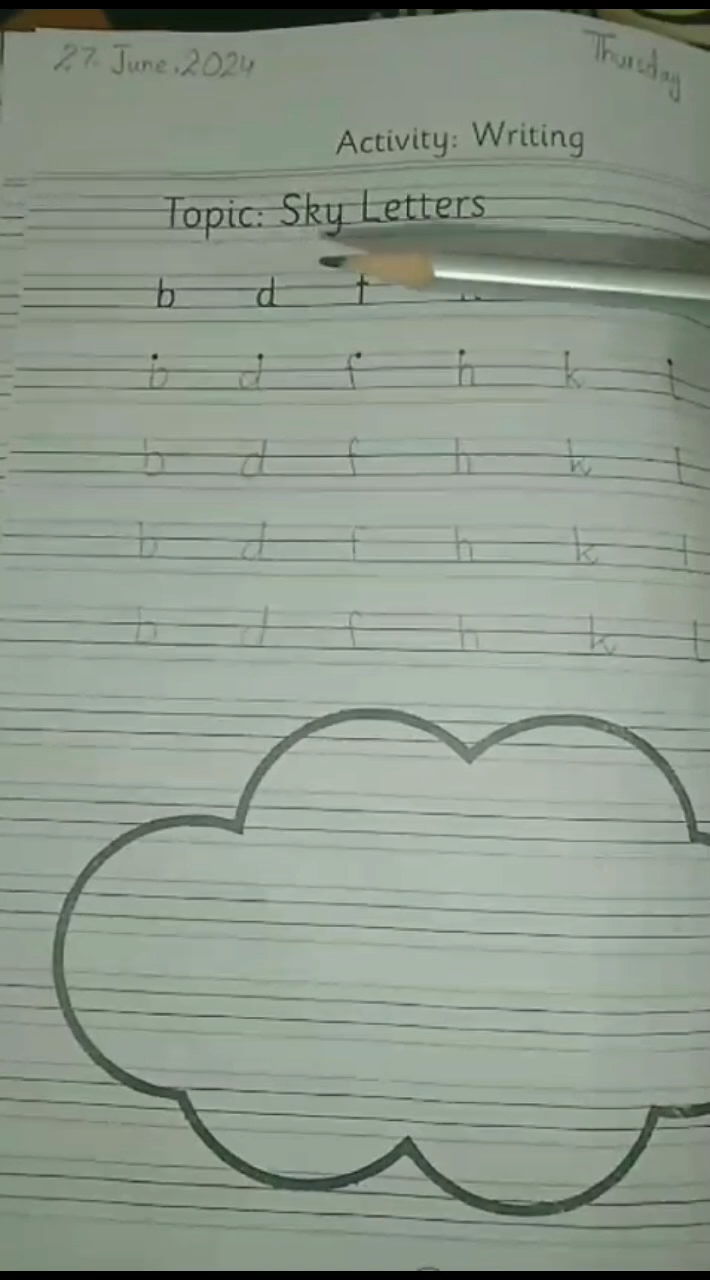 27. June, 2024
Thursday
Activity: Writing
Topic: Sky Letters
b d f
b d f h k l
b d f h k l
b d f h k l
b d f h k l